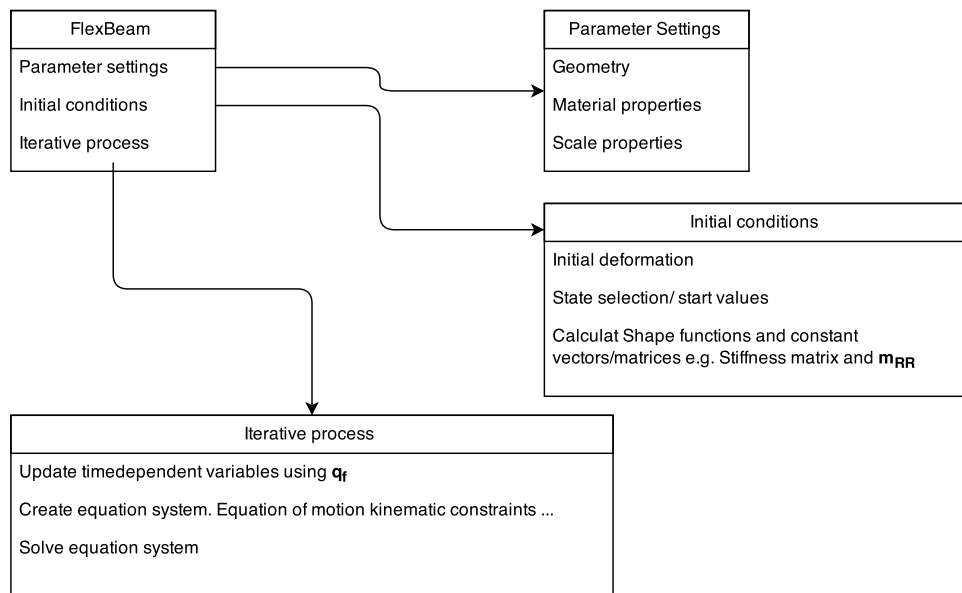 FlexBeam
Parameter settings
Initial conditions
Iterative process
Parameter Settings
Geometry
Material properties
Scale properties
Initial conditions
Initial deformation
State selection/ start values
Calculat Shape functions and constant
vectors/matrices e.g. Stiffness matrix and mRR
Iterative process
Update timedependent variables using qf
Create equation system. Equation of motion kinematic constraints ...
Solve equation system